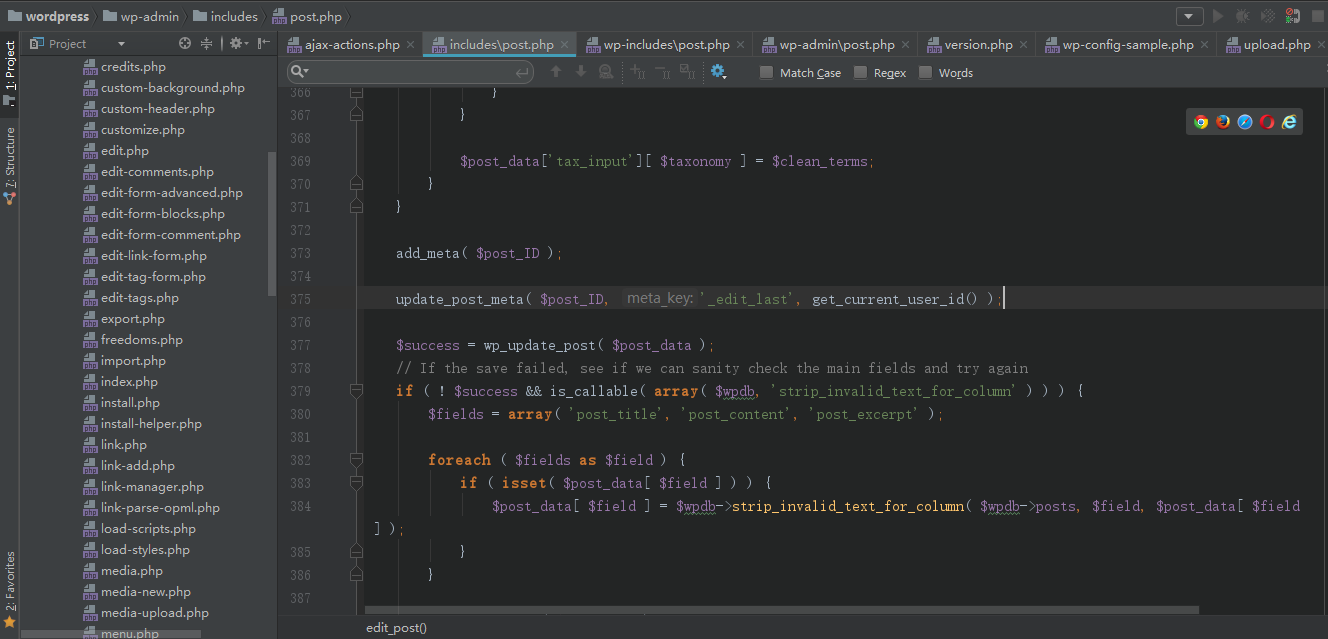 wordpress wp-admin includes post.php
Project
ajax-actions.php includes\post.php wp-includes\post.php wp-admin\post.php version.php wp-config-sample.php upload.php
Match Case Regex Words
1: Project
7: Structure
2: Favorites
credits.php
custom-background.php
custom-header.php
customize.php
edit.php
edit-comments.php
edit-form-advanced.php
edit-form-blocks.php
edit-form-comment.php
edit-link-form.php
edit-tag-form.php
edit-tags.php
export.php
freedoms.php
import.php
index.php
install.php
install-helper.php
link.php
link-add.php
link-manager.php
link-parse-opml.php
load-scripts.php
load-styles.php
media.php
media-new.php
media-upload.php
menu.php
366 }
367 }
368
369 $post_data['tax_input'][ $taxonomy ] = $clean_terms;
370 }
371 }
372
373 add_meta( $post_ID );
374
375 update_post_meta( $post_ID, meta_key: '_edit_last', get_current_user_id() );
376
377 $success = wp_update_post( $post_data );
378 // If the save failed, see if we can sanity check the main fields and try again
379 if ( ! $success && is_callable( array( $wpdb, 'strip_invalid_text_for_column' ) ) ) {
380 $fields = array( 'post_title', 'post_content', 'post_excerpt' );
381
382 foreach ( $fields as $field ) {
383 if ( isset( $post_data[ $field ] ) ) {
384 $post_data[ $field ] = $wpdb->strip_invalid_text_for_column( $wpdb->posts, $field, $post_data[ $field
] );
385 }
386 }
387
edit_post()